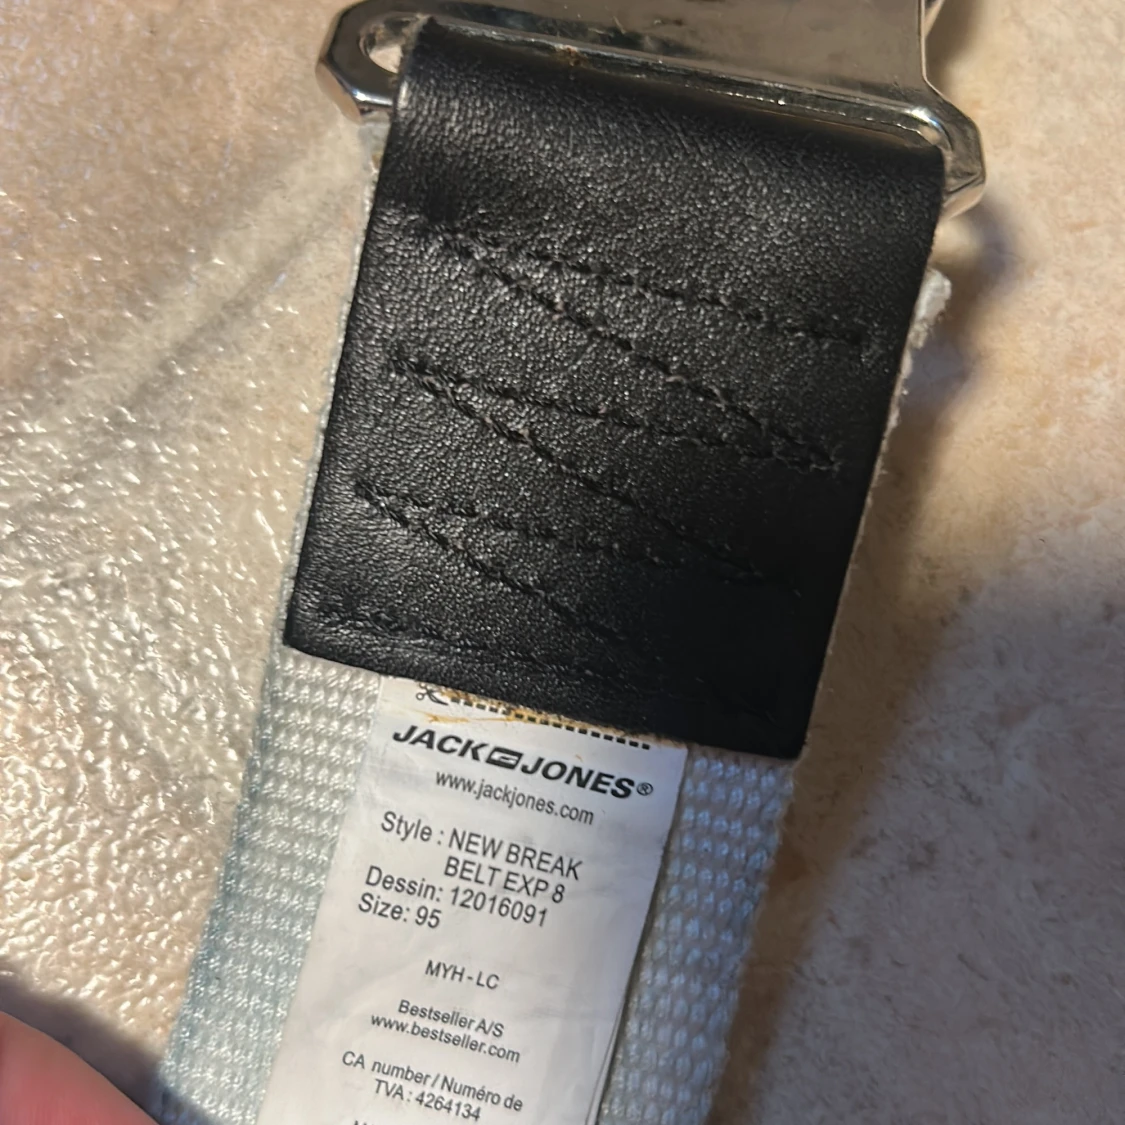 JACK JONES®
www.jackjones.com
Style : NEW BREAK
BELT EXP 8
Dessin: 12016091
Size: 95
MYH-LC
Bestseller A/S
www.bestseller.com
CA number / Numéro de
TVA : 4264134